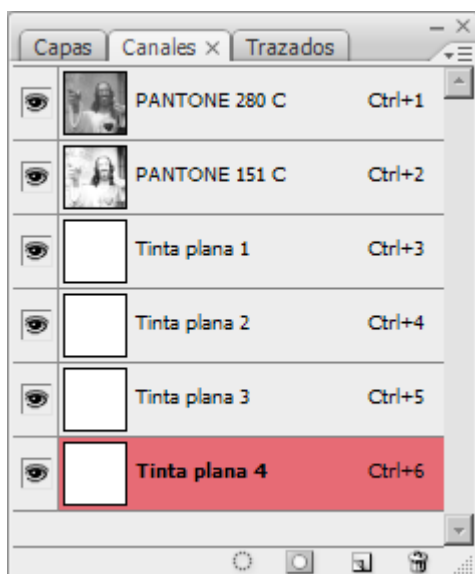 Capas Canales × Trazados
PANTONE 280 C Ctrl+1
PANTONE 151 C Ctrl+2
Tinta plana 1 Ctrl+3
Tinta plana 2 Ctrl+4
Tinta plana 3 Ctrl+5
Tinta plana 4 Ctrl+6